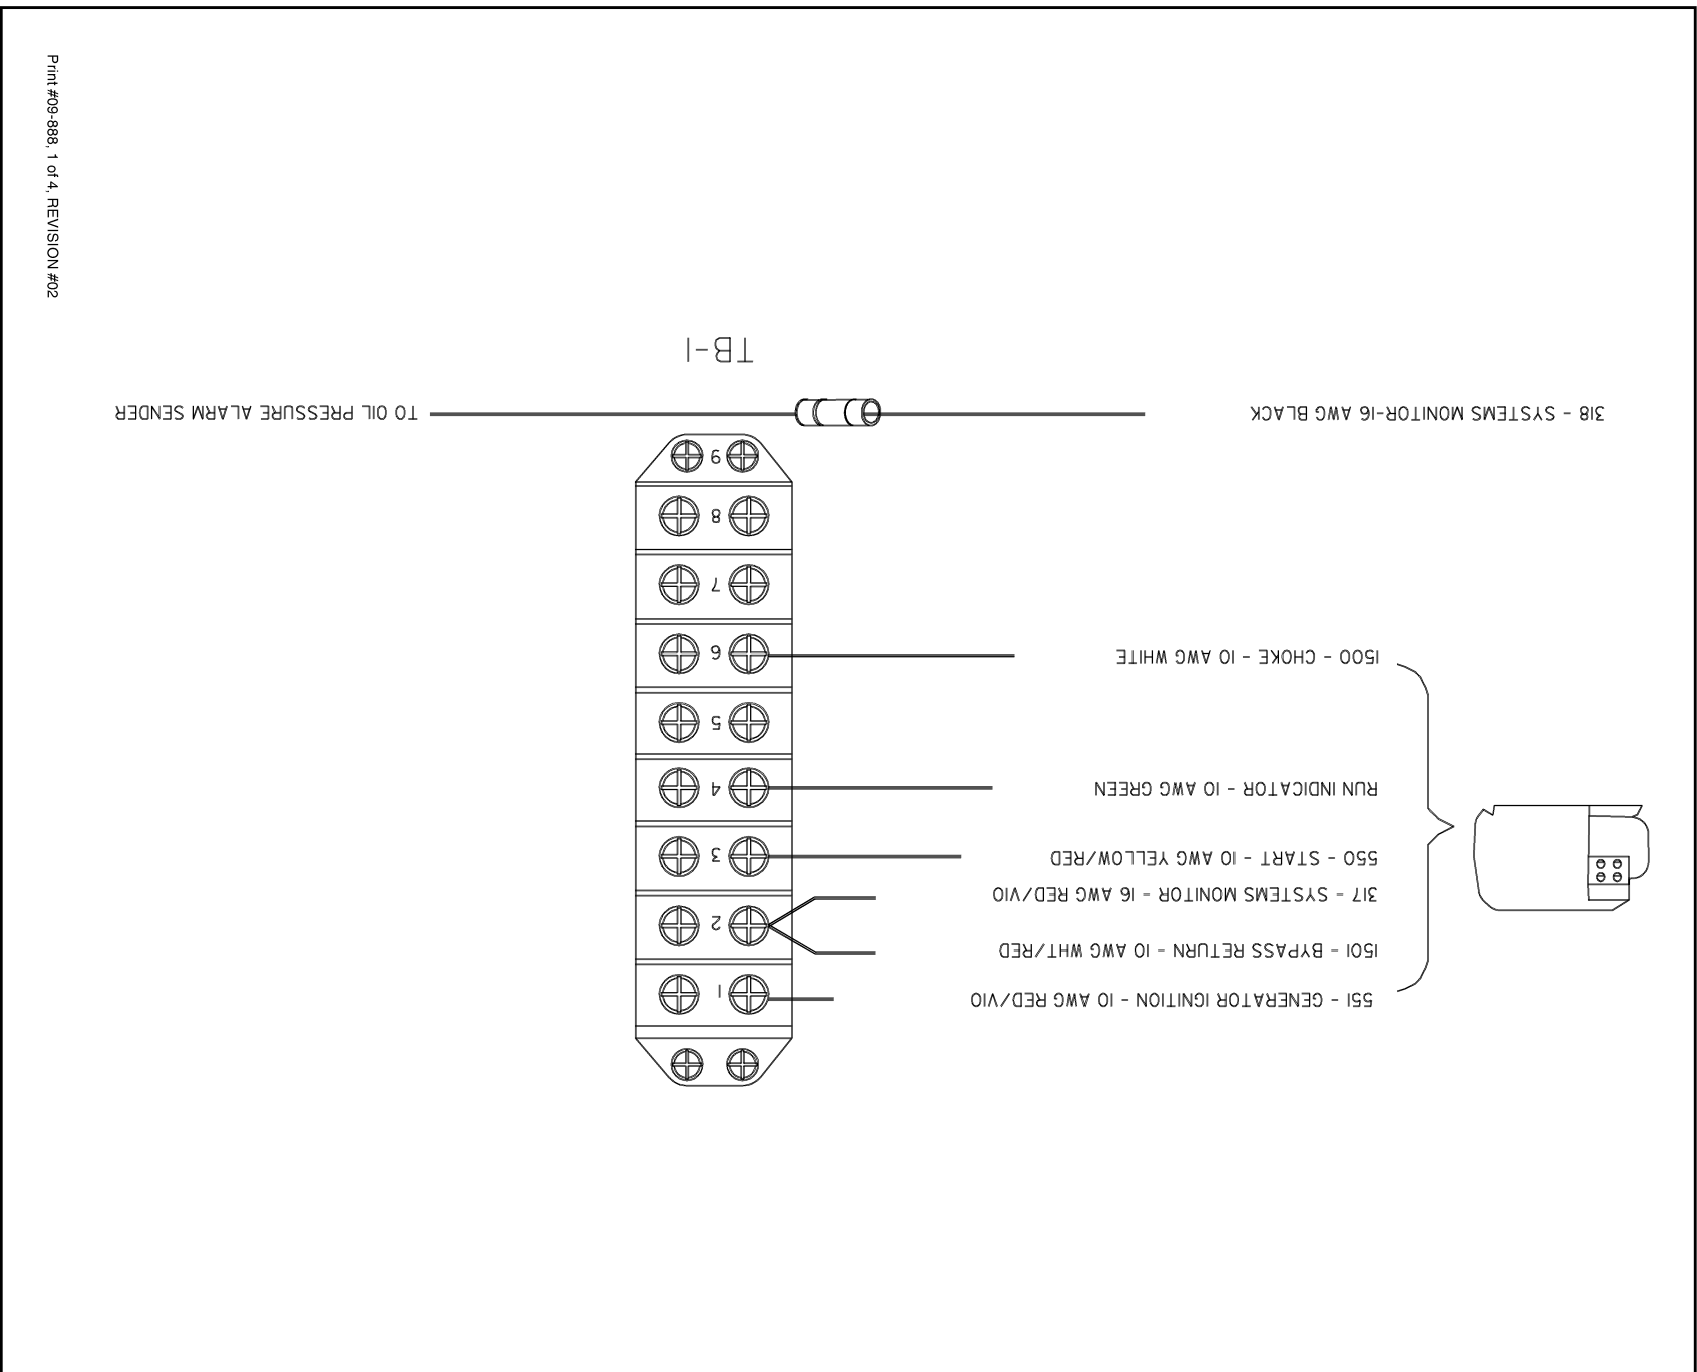 551 - GENERATOR IGNITION - 10 AWG RED/VIO
1
1501 - BYPASS RETURN - 10 AWG WHT/RED
2
317 - SYSTEMS MONITOR - 16 AWG RED/VIO
550 - START - 10 AWG YELLOW/RED
3
RUN INDICATOR - 10 AWG GREEN
4
5
1500 - CHOKE - 10 AWG WHITE
6
7
8
9
318 - SYSTEMS MONITOR-16 AWG BLACK
TO OIL PRESSURE ALARM SENDER
TB-1
Print #09-888, 1 of 4, REVISION #02